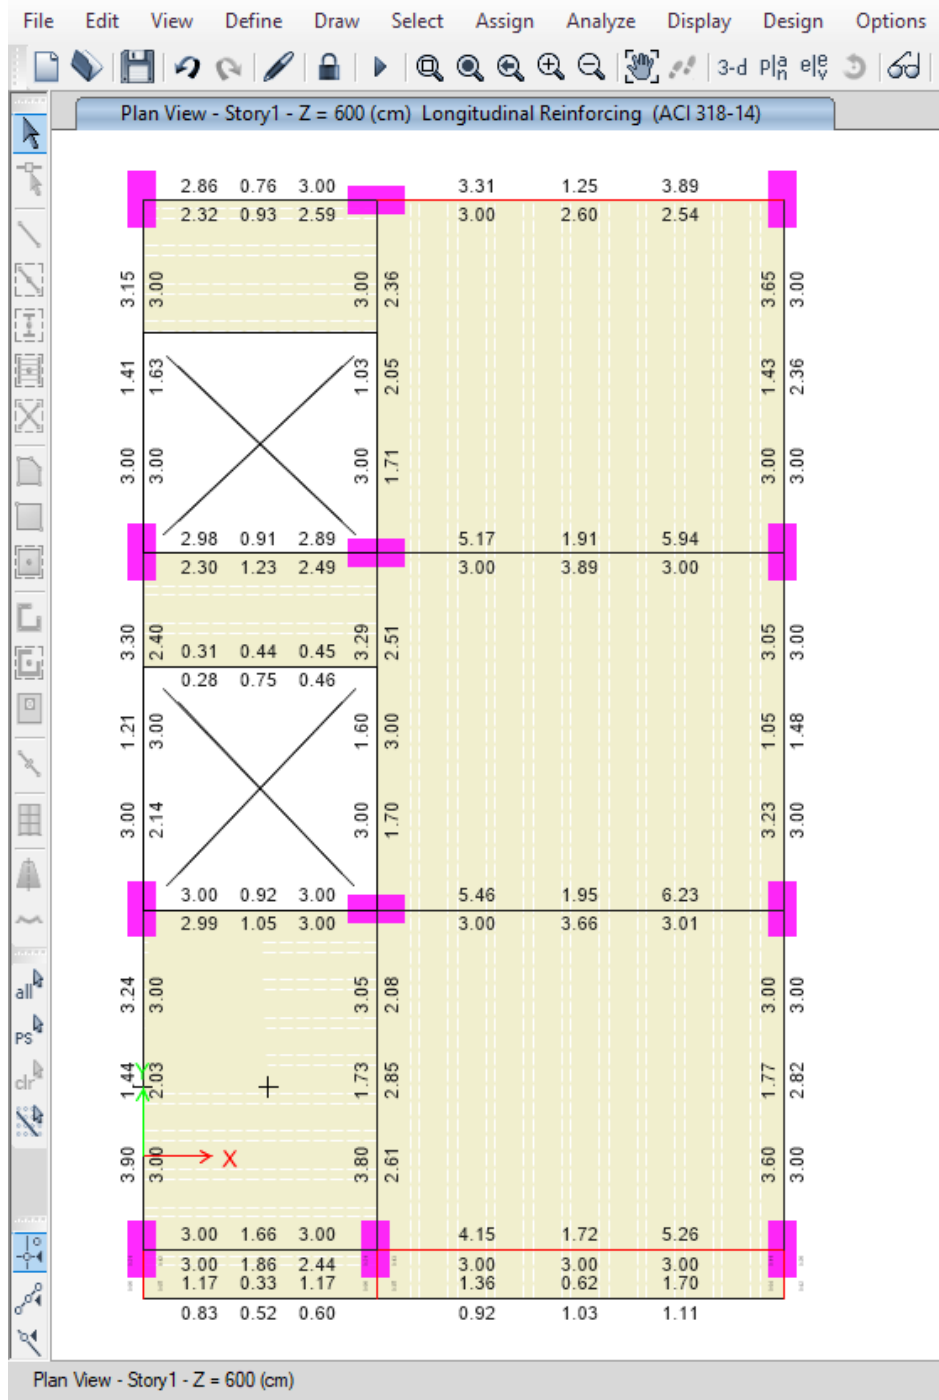 File Edit View Define Draw Select Assign Analyze Display Design Options
3-d pl a n el e v
Plan View - Story1 - Z = 600 (cm) Longitudinal Reinforcing (ACI 318-14)
2.86 0.76 3.00 3.31 1.25 3.89
2.32 0.93 2.59 3.00 2.60 2.54
3.15 3.00 3.00 2.36 3.65 3.00
1.41 1.63 1.03 2.05 1.43 2.36
3.00 3.00 3.00 1.71 3.00 3.00
2.98 0.91 2.89 5.17 1.91 5.94
2.30 1.23 2.49 3.00 3.89 3.00
3.30 2.40 3.29 2.51 3.05 3.00
0.31 0.44 0.45
0.28 0.75 0.46
1.21 3.00 1.60 3.00 1.05 1.48
3.00 2.14 3.00 1.70 3.23 3.00
3.00 0.92 3.00 5.46 1.95 6.23
2.99 1.05 3.00 3.00 3.66 3.01
all
3.24 3.00 3.05 2.08 3.00 3.00
PS
clr
1.44 2.03 1.73 2.85 1.77 2.82
Y
X
3.90 3.00 3.80 2.61 3.60 3.00
3.00 1.66 3.00 4.15 1.72 5.26
3.00 1.86 2.44 3.00 3.00 3.00
1.17 0.33 1.17 1.36 0.62 1.70
0.83 0.52 0.60 0.92 1.03 1.11
Plan View - Story1 - Z = 600 (cm)